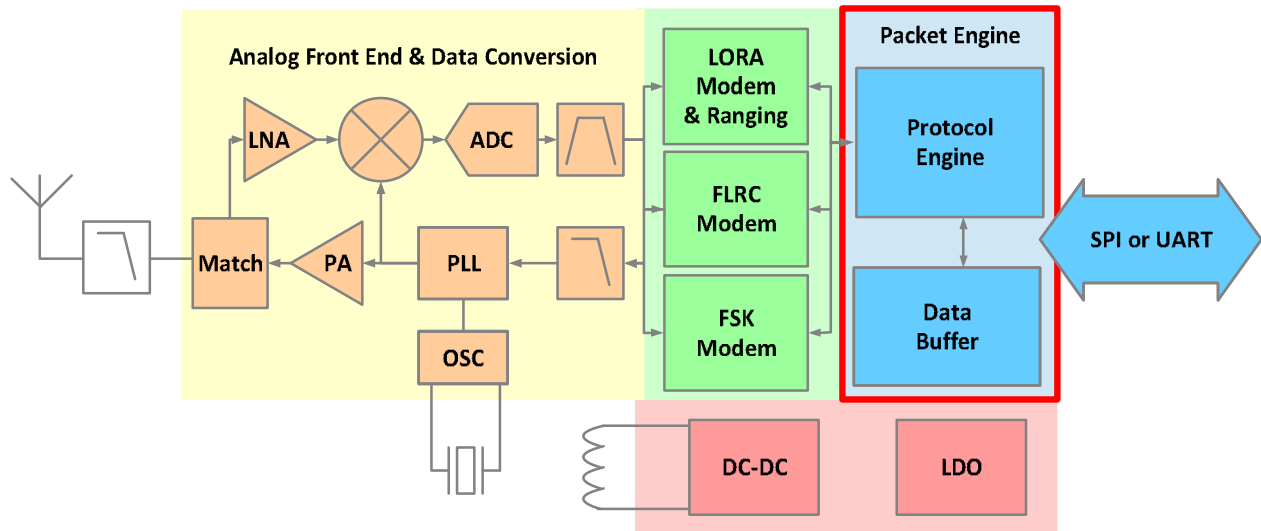 Analog Front End & Data Conversion
LNA
ADC
Match
PA
PLL
OSC
LORA
Modem
& Ranging
FLRC
Modem
FSK
Modem
Packet Engine
Protocol
Engine
Data
Buffer
SPI or UART
DC-DC
LDO